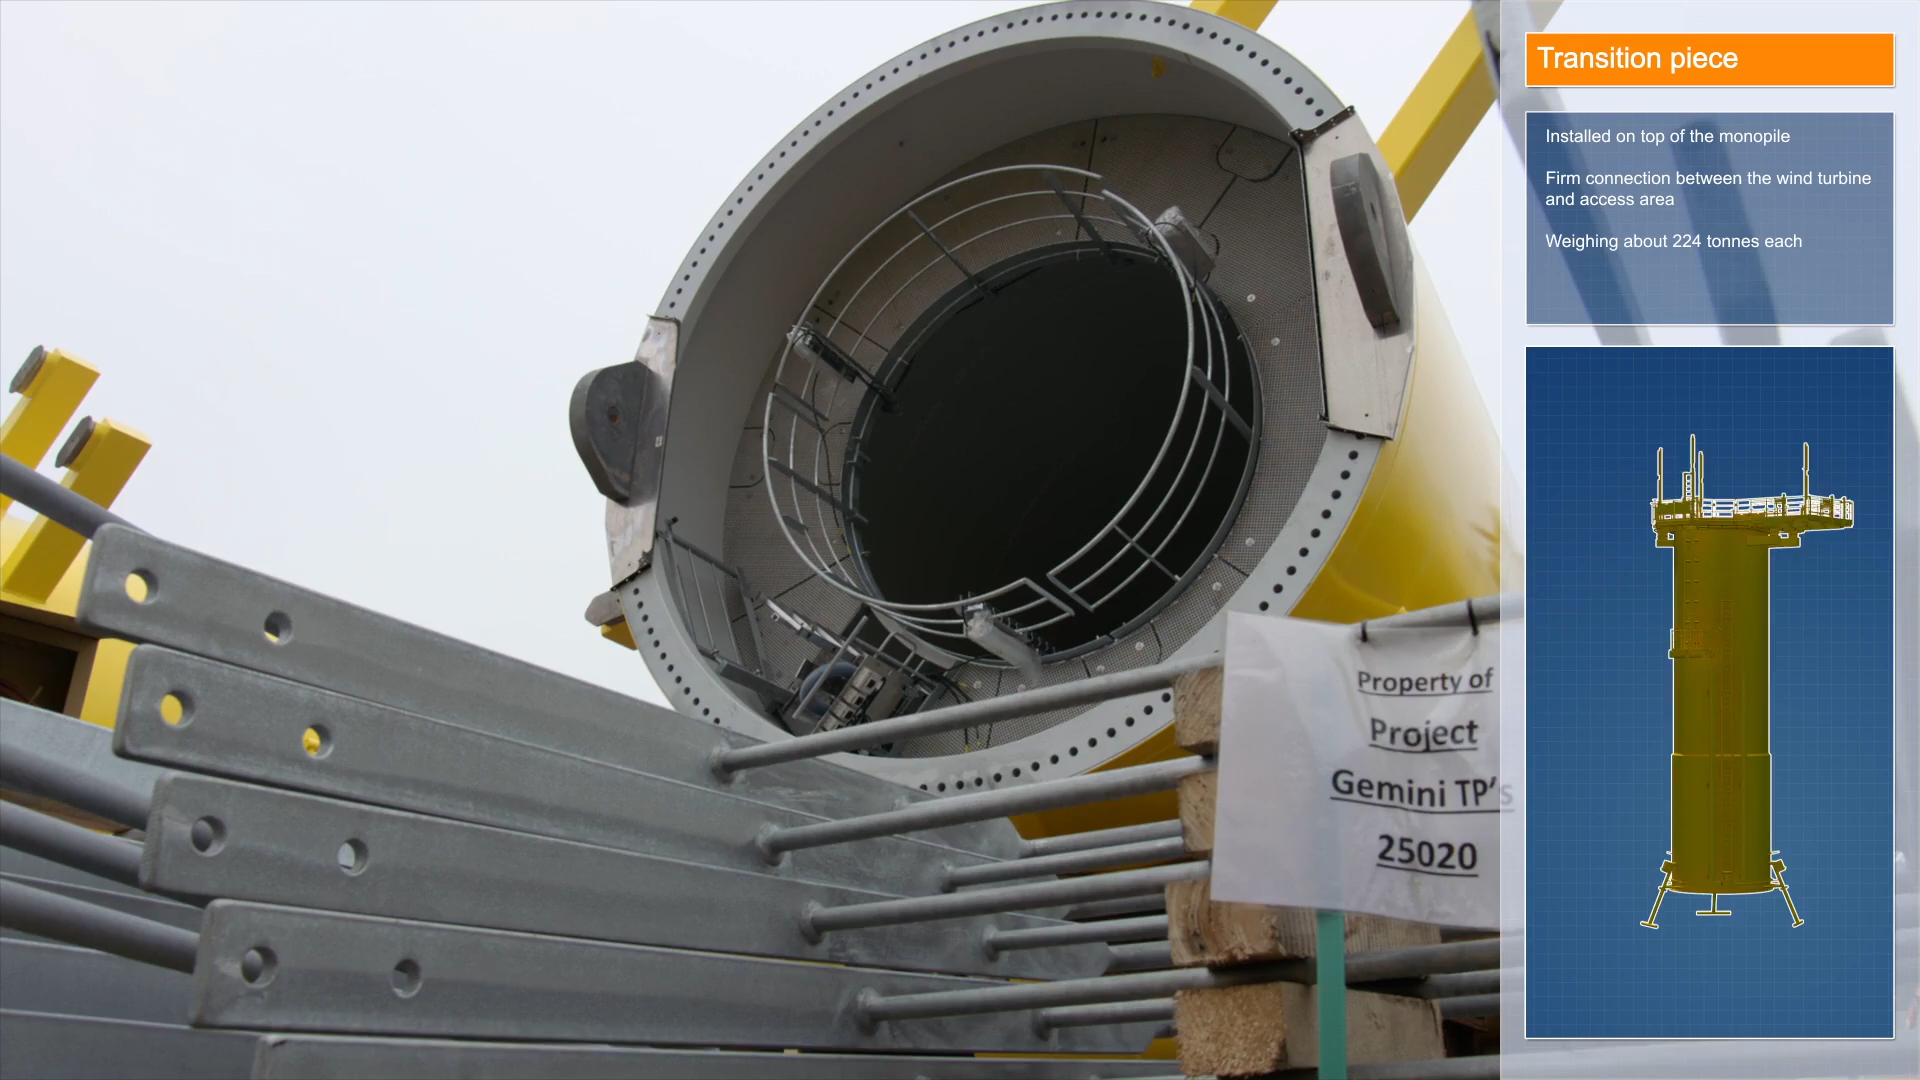 Transition piece
Installed on top of the monopile
Firm connection between the wind turbine
and access area
Weighing about 224 tonnes each
Property of
Project
Gemini TP's
25020